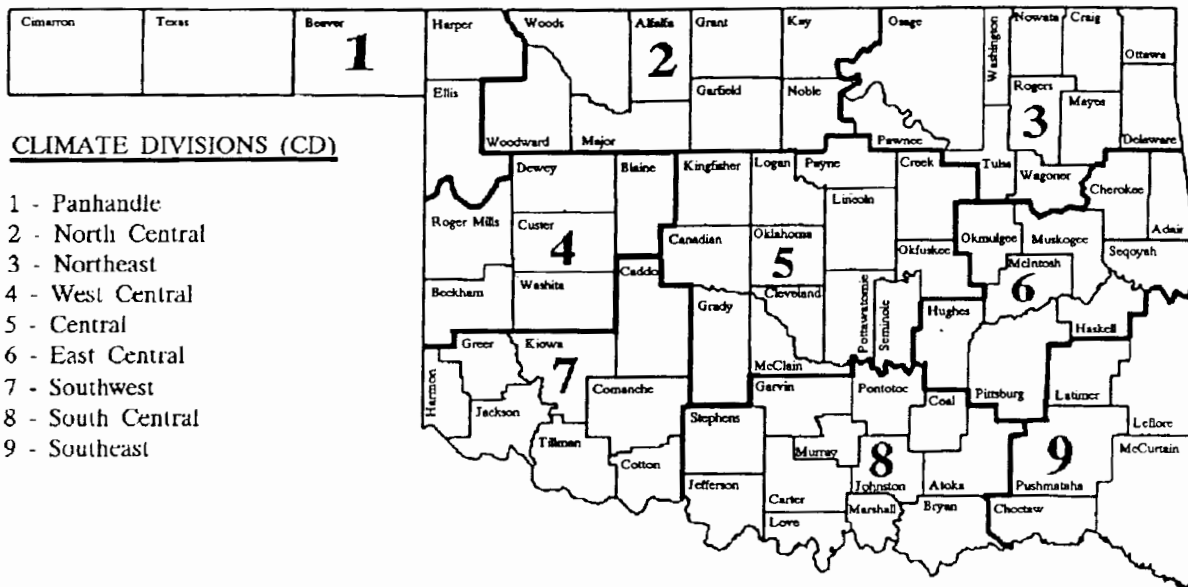 Cimarron
Texas
Beaver
Harper
Woods
Alfalfa
Grant
Kay
Osage
Washington
Nowata
Craig
Ottawa
1
2
Ellis
Garfield
Noble
Rogers
Mayes
3
Woodward
Major
Pawnee
Delaware
CLIMATE DIVISIONS (CD)
1 - Panhandle
2 - North Central
3 - Northeast
4 - West Central
5 - Central
6 - East Central
7 - Southwest
8 - South Central
9 - Southeast
Dewey
Blaine
Kingfisher
Logan
Payne
Creek
Tulsa
Wagoner
Cherokee
Lincoln
Adair
Roger Mills
Custer
4
Canadian
Oklahoma
5
Okfuskee
Okmulgee
Muskogee
Seqoyah
McIntosh
6
Beckham
Washita
Caddo
Grady
Cleveland
Pottawatomie
Seminole
Hughes
Haskell
Greer
Kiowa
7
McClain
Harmon
Jackson
Comanche
Garvin
Pontotoc
Coal
Pittsburg
Latimer
Stephens
Leflore
Tillman
Cotton
Murray
8
9
McCurtain
Jefferson
Carter
Johnston
Atoka
Pushmataha
Love
Marshall
Bryan
Choctaw